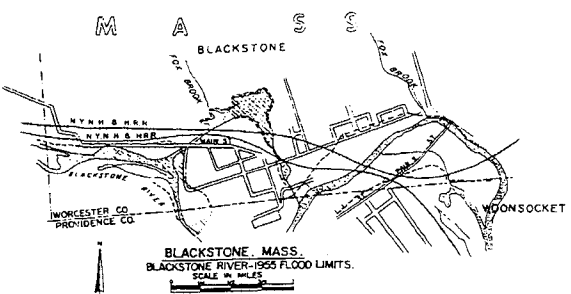 MASS
BLACKSTONE
FOX BROOK
FOX BROOK
N Y N H & H R R
N Y N H & H R R
MAIN ST
BLACKSTONE RIVER
WORCESTER CO
PROVIDENCE CO.
WOONSOCKET
N
BLACKSTONE, MASS.
BLACKSTONE RIVER-1955 FLOOD LIMITS.
SCALE IN MILES